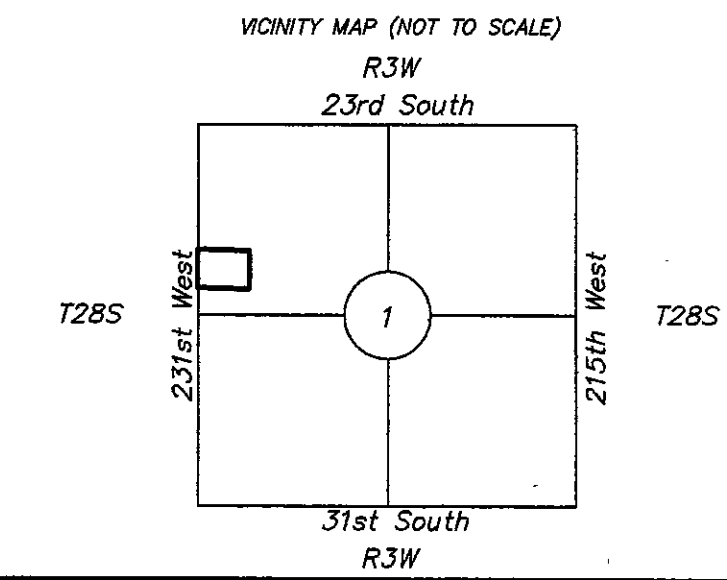 VICINITY MAP (NOT TO SCALE)
R3W
23rd South
T28S
231st West
1
215th West
T28S
31st South
R3W